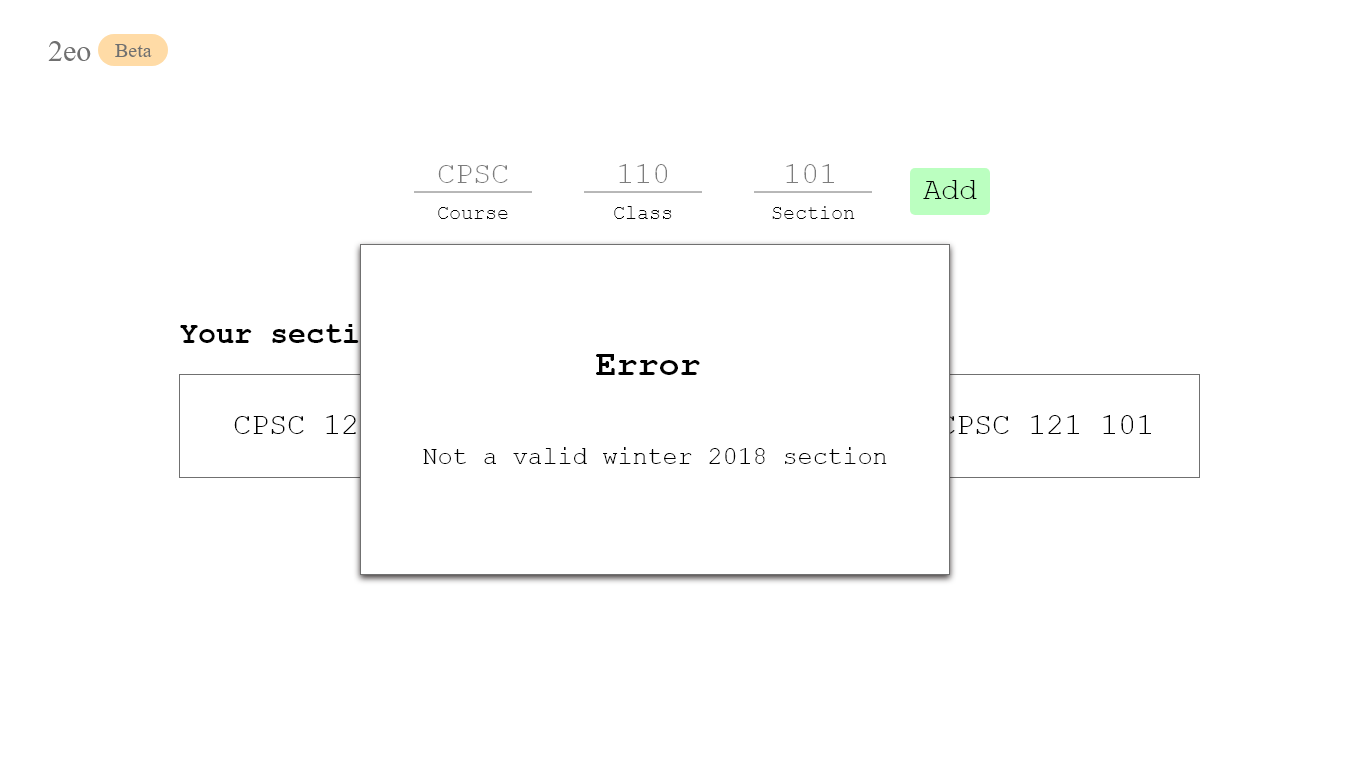 2eo Beta
CPSC 110 101 Add
Course Class Section
Your secti
Error
CPSC 12 CPSC 121 101
Not a valid winter 2018 section